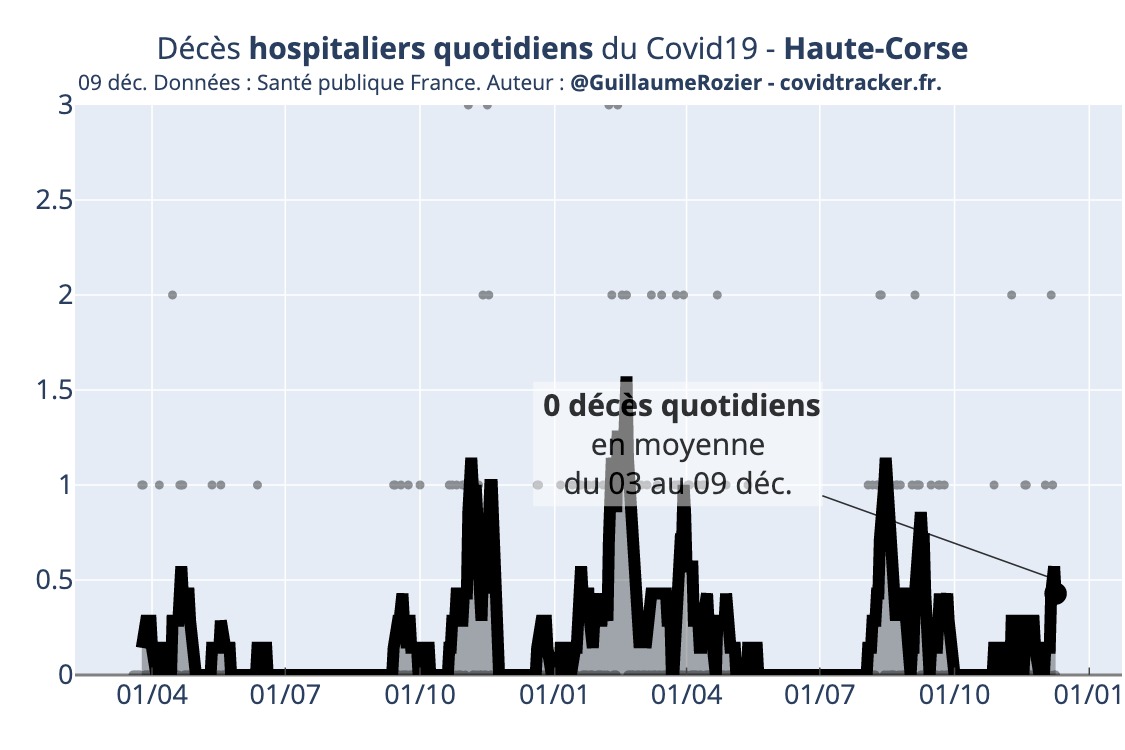 Décès hospitaliers quotidiens du Covid19 - Haute-Corse
09 déc. Données : Santé publique France. Auteur : @GuillaumeRozier - covidtracker.fr.
3
2.5
2
1.5
1
0.5
0
0 décès quotidiens
en moyenne
du 03 au 09 déc.
01/04 01/07 01/10 01/01 01/04 01/07 01/10 01/01